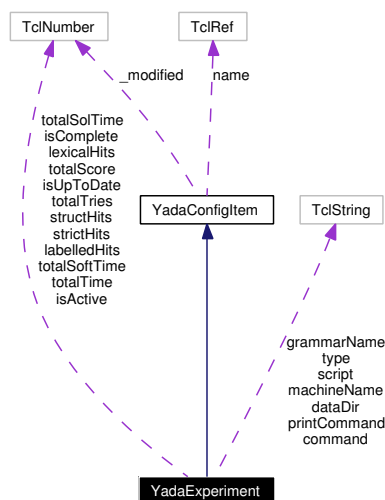 TclNumber
TclRef
_modified
name
totalSolTime
isComplete
lexicalHits
totalScore
isUpToDate
totalTries
structHits
strictHits
labelledHits
totalSoftTime
totalTime
isActive
YadaConfigItem
TclString
grammarName
type
script
machineName
dataDir
printCommand
command
YadaExperiment